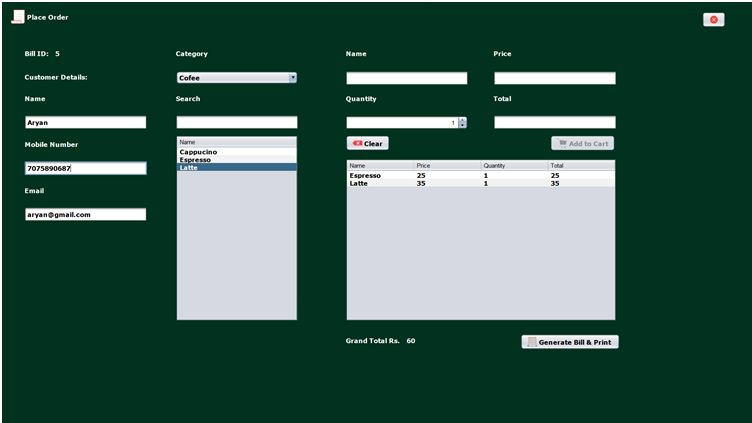 Place Order
Bill ID: 5
Category
Name
Price
Customer Details:
Cofee
Name
Search
Quantity
Total
Aryan
1
Mobile Number
Name
Clear
Add to Cart
Cappucino
Espresso
Latte
7075890687
Name Price Quantity Total
Espresso 25 1 25
Latte 35 1 35
Email
aryan@gmail.com
Grand Total Rs. 60
Generate Bill & Print